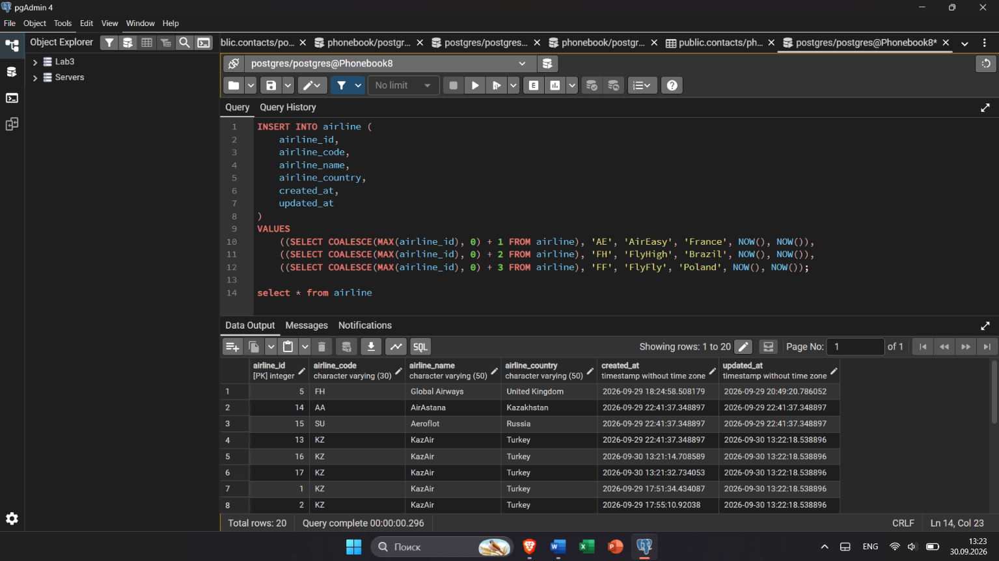 pgAdmin 4
File Object Tools Edit View Window Help
Object Explorer
blic.contacts/po... phonebook/postgr... postgres/postgres... phonebook/postgr... public.contacts/ph... postgres/postgres@Phonebook8*
Lab3
Servers
postgres/postgres@Phonebook8
No limit
E
Query Query History
1 INSERT INTO airline (
2 airline_id,
3 airline_code,
4 airline_name,
5 airline_country,
6 created_at,
7 updated_at
8 )
9 VALUES
10 ((SELECT COALESCE(MAX(airline_id), 0) + 1 FROM airline), 'AE', 'AirEasy', 'France', NOW(), NOW()),
11 ((SELECT COALESCE(MAX(airline_id), 0) + 2 FROM airline), 'FH', 'FlyHigh', 'Brazil', NOW(), NOW()),
12 ((SELECT COALESCE(MAX(airline_id), 0) + 3 FROM airline), 'FF', 'FlyFly', 'Poland', NOW(), NOW());
13
14 select * from airline
Data Output Messages Notifications
SQL
Showing rows: 1 to 20
Page No: 1 of 1
airline_id [PK] integer
airline_code character varying (30)
airline_name character varying (50)
airline_country character varying (50)
created_at timestamp without time zone
updated_at timestamp without time zone
1 5 FH Global Airways United Kingdom 2026-09-29 18:24:58.508179 2026-09-29 20:49:20.786052
2 14 AA AirAstana Kazakhstan 2026-09-29 22:41:37.348897 2026-09-29 22:41:37.348897
3 15 SU Aeroflot Russia 2026-09-29 22:41:37.348897 2026-09-29 22:41:37.348897
4 13 KZ KazAir Turkey 2026-09-29 22:41:37.348897 2026-09-30 13:22:18.538896
5 16 KZ KazAir Turkey 2026-09-30 13:21:14.708589 2026-09-30 13:22:18.538896
6 17 KZ KazAir Turkey 2026-09-30 13:21:32.734053 2026-09-30 13:22:18.538896
7 1 KZ KazAir Turkey 2026-09-29 17:51:34.434087 2026-09-30 13:22:18.538896
8 2 KZ KazAir Turkey 2026-09-29 17:55:10.92038 2026-09-30 13:22:18.538896
Total rows: 20 Query complete 00:00:00.296 CRLF Ln 14, Col 23
Поиск
ENG
13:23
30.09.2026